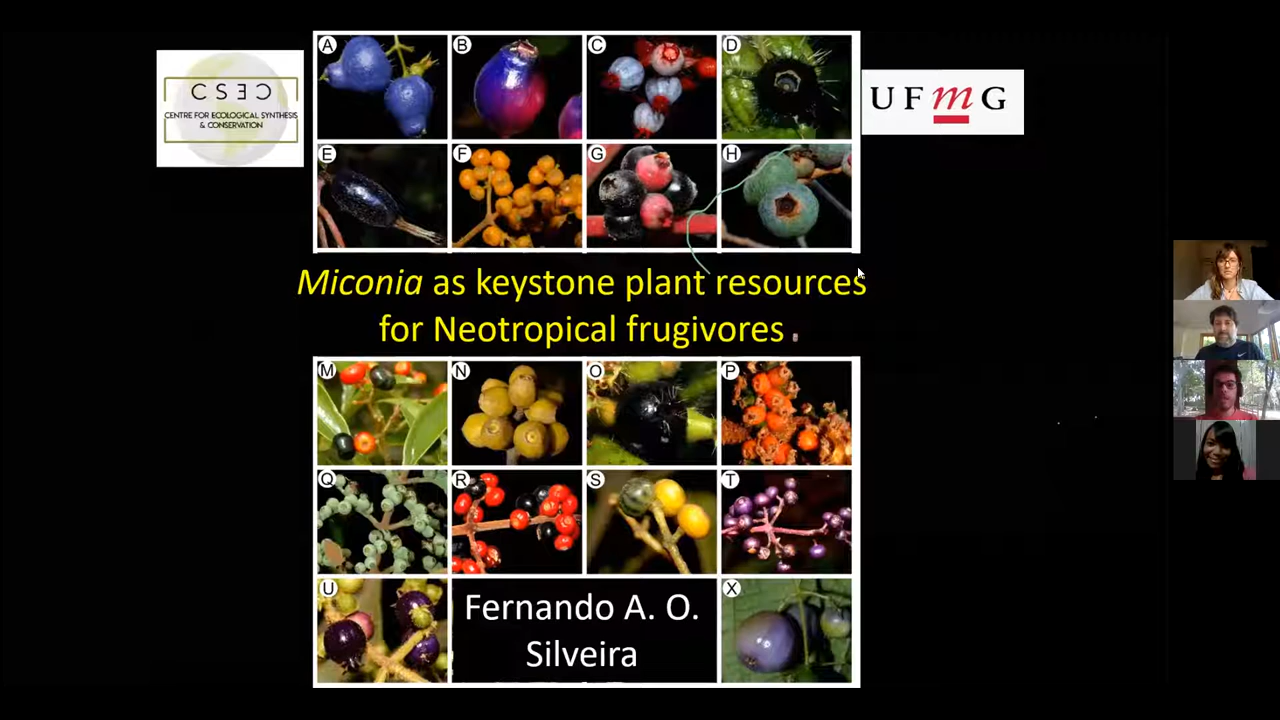 CSEC
CENTRE FOR ECOLOGICAL SYNTHESIS
& CONSERVATION
A
B
C
D
UFmG
E
F
G
H
Miconia as keystone plant resources
for Neotropical frugivores
M
N
O
P
Q
R
S
T
U
Fernando A. O.
Silveira
X